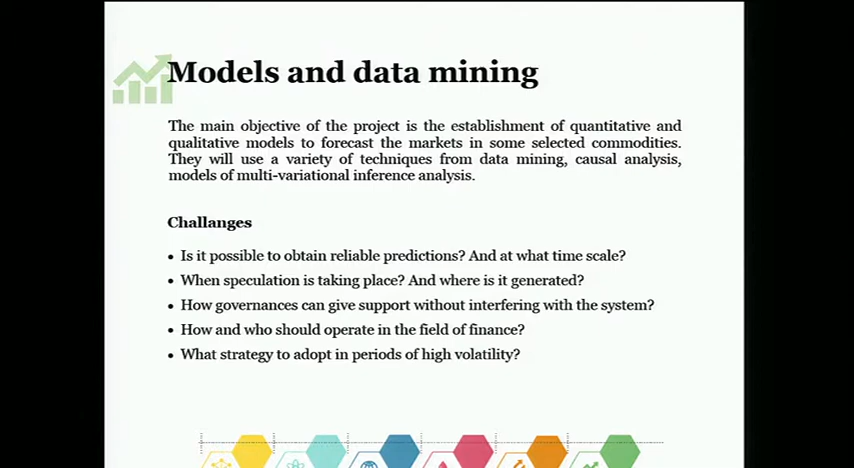 Models and data mining
The main objective of the project is the establishment of quantitative and
qualitative models to forecast the markets in some selected commodities.
They will use a variety of techniques from data mining, causal analysis,
models of multi-variational inference analysis.
Challanges
• Is it possible to obtain reliable predictions? And at what time scale?
• When speculation is taking place? And where is it generated?
• How governances can give support without interfering with the system?
• How and who should operate in the field of finance?
• What strategy to adopt in periods of high volatility?